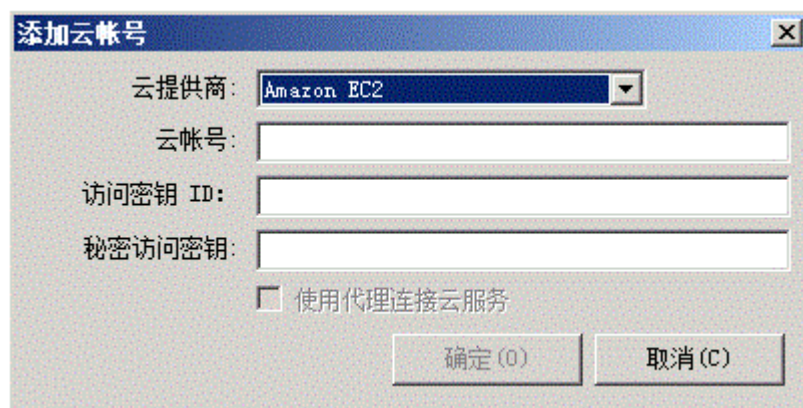 添加云帐号
云提供商: Amazon EC2
云帐号:
访问密钥 ID:
秘密访问密钥:
使用代理连接云服务
确定(O) 取消(C)